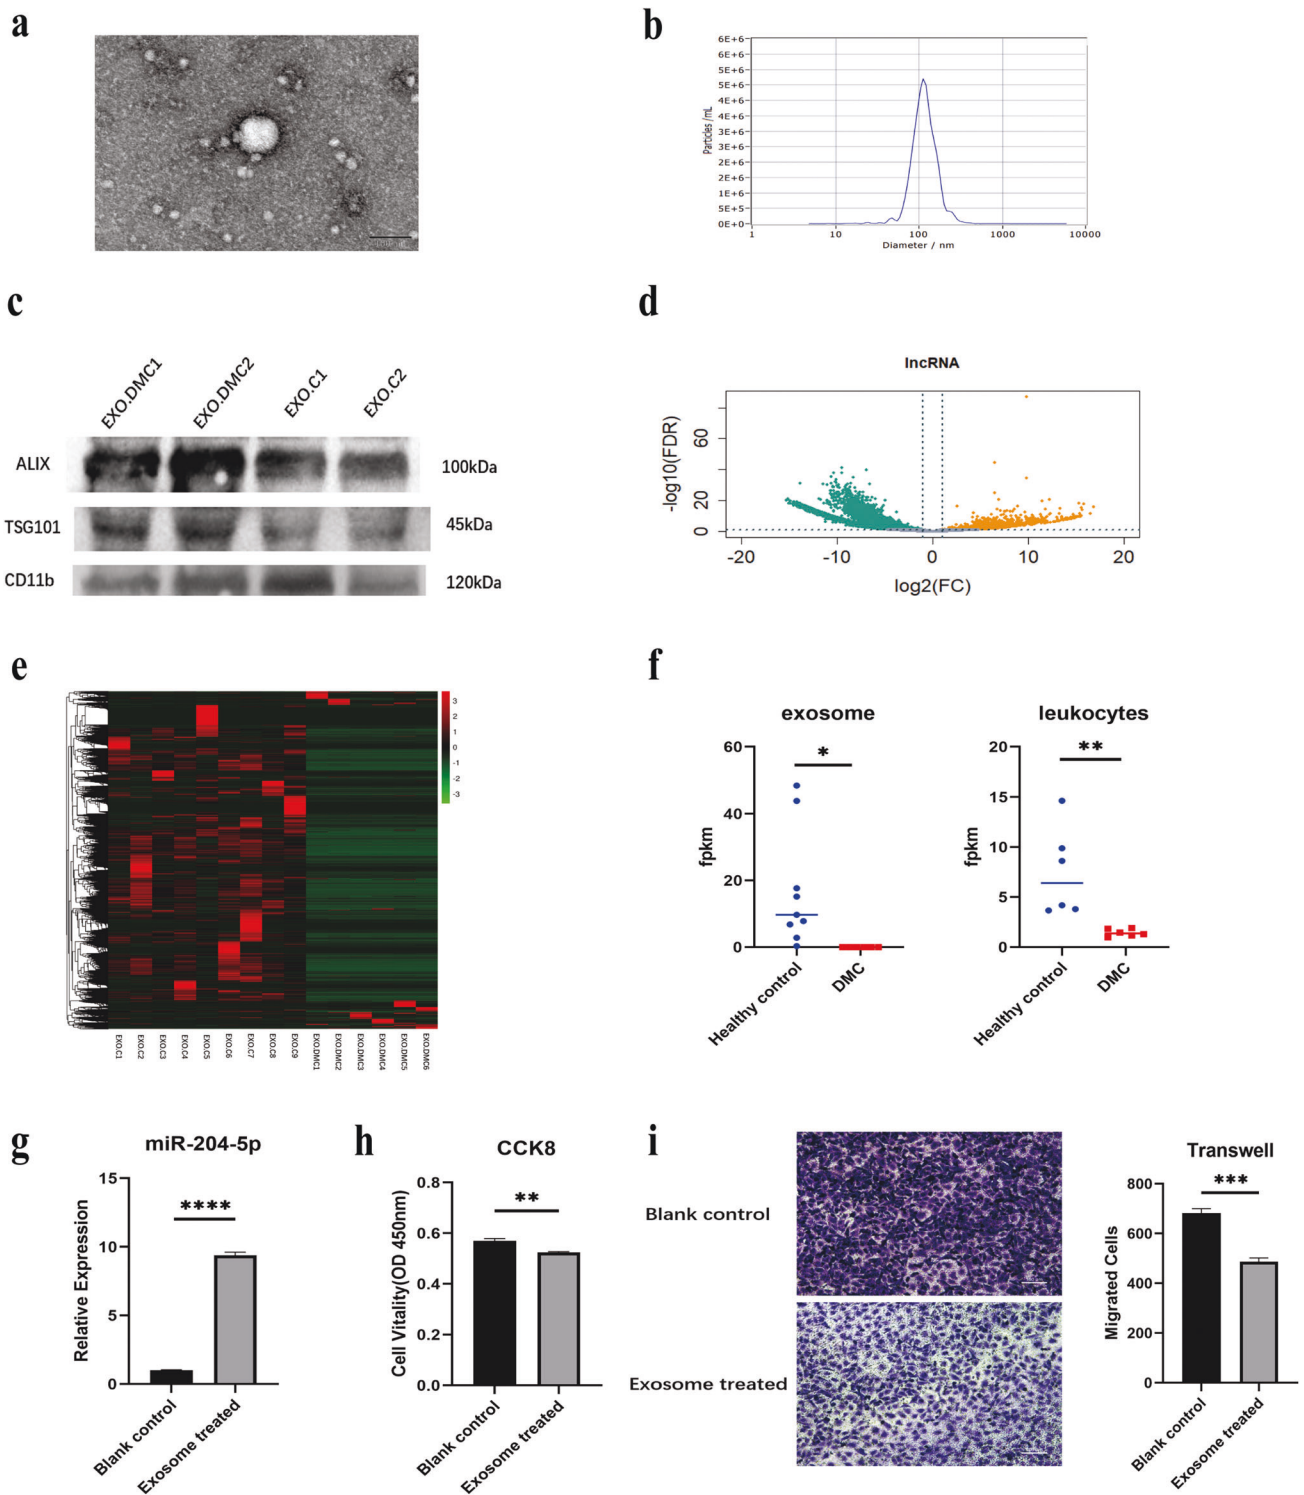 a
b
6E+6
6E+6
5E+6
5E+6
4E+6
4E+6
3E+6
3E+6
2E+6
2E+6
1E+6
1E+6
5E+5
0E+0
Particles /mL
1 10 100 1000 10000
Diameter / nm
c
EXO.DMC1 EXO.DMC2 EXO.C1 EXO.C2
ALIX 100kDa
TSG101 45kDa
CD11b 120kDa
d
lncRNA
-log10(FDR)
60
20
0
-20 -10 0 10 20
log2(FC)
e
3
2
1
0
-1
-2
-3
EXO.C1 EXO.C2 EXO.C3 EXO.C4 EXO.C5 EXO.C6 EXO.C7 EXO.C8 EXO.C9 EXO.DMC1 EXO.DMC2 EXO.DMC3 EXO.DMC4 EXO.DMC5 EXO.DMC6
f
exosome
*
60
40
20
0
fpkm
Healthy control DMC
leukocytes
**
20
15
10
5
0
fpkm
Healthy control DMC
g
miR-204-5p
****
15
10
5
0
Relative Expression
Blank control Exosome treated
h
CCK8
**
0.8
0.6
0.4
0.2
0.0
Cell Vitality(OD 450nm)
Blank control Exosome treated
i
Blank control
Exosome treated
Transwell
***
800
600
400
200
0
Migrated Cells
Blank control Exosome treated